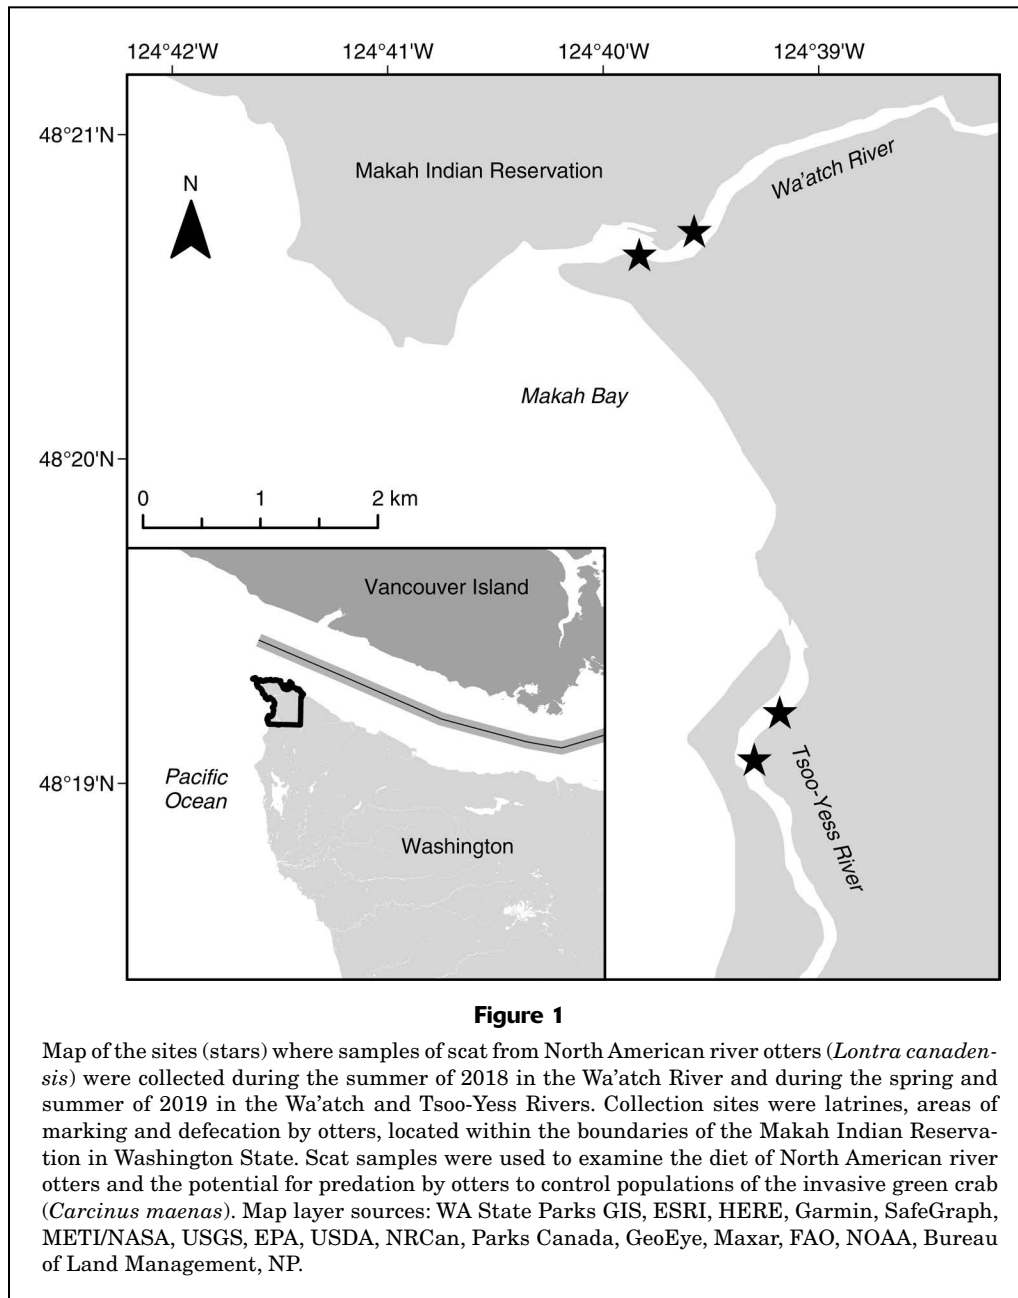 124°42'W 124°41'W 124°40'W 124°39'W
48°21'N
Makah Indian Reservation
Wa'atch River
N
Makah Bay
48°20'N
0 1 2 km
Vancouver Island
Pacific
Ocean
48°19'N
Tsoo-Yess River
Washington
Figure 1
Map of the sites (stars) where samples of scat from North American river otters (Lontra canaden-
sis) were collected during the summer of 2018 in the Wa’atch River and during the spring and
summer of 2019 in the Wa’atch and Tsoo-Yess Rivers. Collection sites were latrines, areas of
marking and defecation by otters, located within the boundaries of the Makah Indian Reserva-
tion in Washington State. Scat samples were used to examine the diet of North American river
otters and the potential for predation by otters to control populations of the invasive green crab
(Carcinus maenas). Map layer sources: WA State Parks GIS, ESRI, HERE, Garmin, SafeGraph,
METI/NASA, USGS, EPA, USDA, NRCan, Parks Canada, GeoEye, Maxar, FAO, NOAA, Bureau
of Land Management, NP.